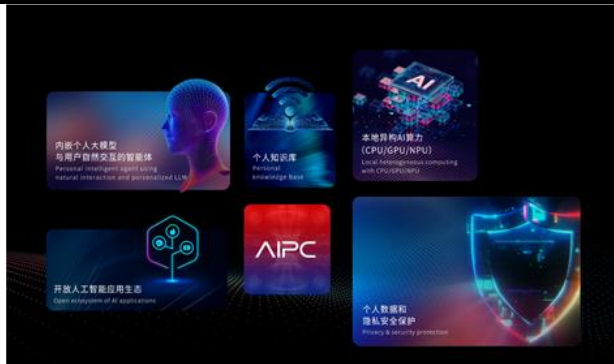 内嵌个人大模型
与用户自然交互的智能体
Personal intelligent agent using
natural interaction and personalized LLM
个人知识库
Personal
knowledge base
AI
本地异构AI算力
(CPU/GPU/NPU)
Local heterogeneous computing
with CPU/GPU/NPU
开放人工智能应用生态
Open ecosystem of AI applications
AIPC
个人数据和
隐私安全保护
Privacy & security protection